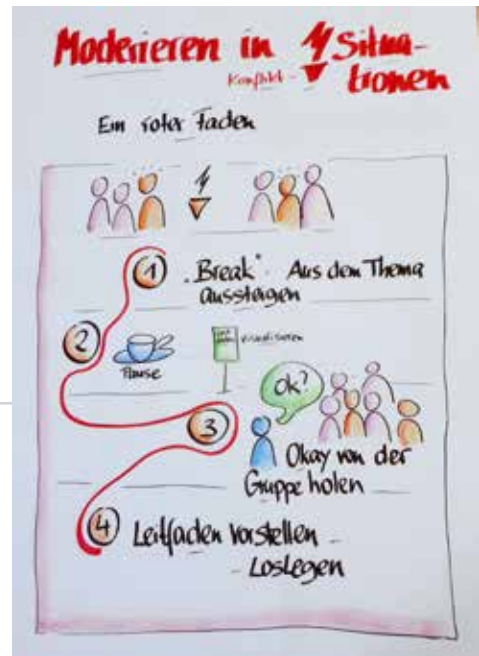 Moderieren in Situa-
Konflikt - tionen
Ein roter Faden
1 "Break" Aus dem Thema
aussteigen
2
Pause
visualisieren
3
Ok?
Okay von der
Gruppe holen
4 Leitfaden vorstellen -
- Loslegen